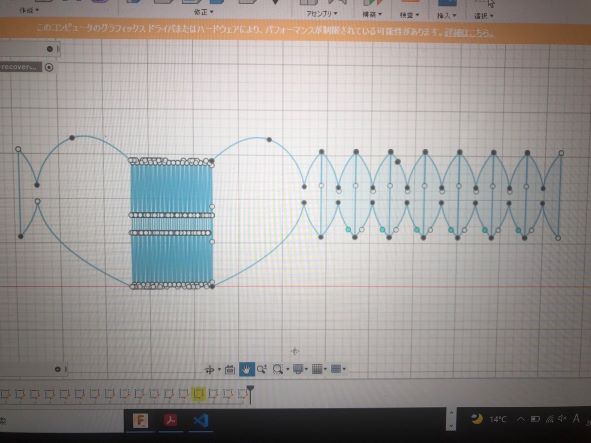 作成▼
修正▼
アセンブリ▼
構築▼
検査▼
挿入▼
選択▼
このコンピュータのグラフィックス ドライバまたはハードウェアにより、パフォーマンスが制限されている可能性があります。詳細はこちら。
recover...
索
F
14°C
A